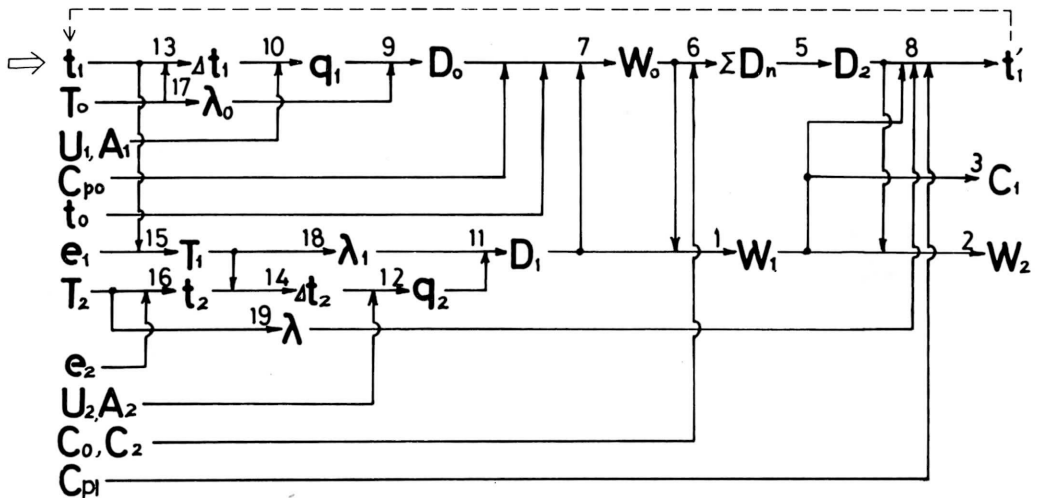 t₁ 13 Δt₁ 10 q₁ 9 D₀ 7 W₀ 6 ΣDn 5 D₂ 8 t₁′
T₀ 17 λ₀
U₁, A₁
Cp₀
t₀
3 C₁
e₁ 15 T₁ 18 λ₁ 11 D₁ 1 W₁ 2 W₂
T₂ 16 t₂ 14 Δt₂ 12 q₂
19 λ
e₂
U₂, A₂
C₀, C₂
Cp₁